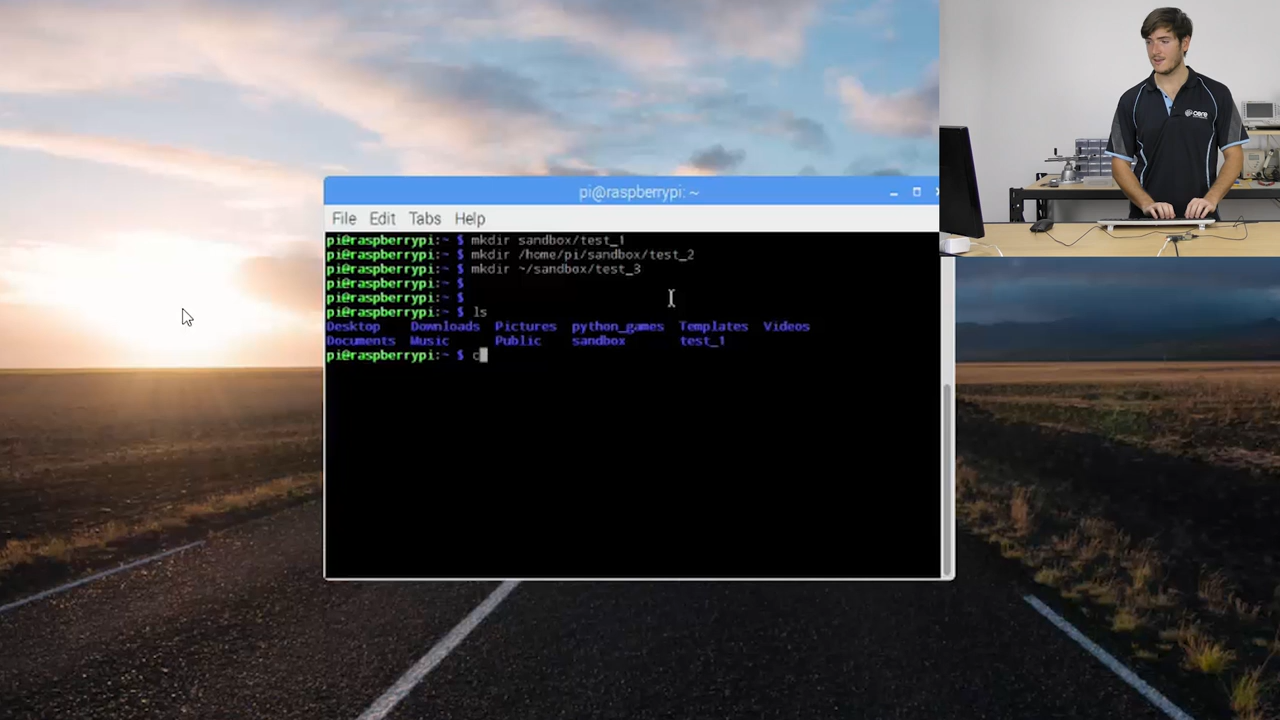 pi@raspberrypi: ~
File Edit Tabs Help
pi@raspberrypi:~ $ mkdir sandbox/test_1
pi@raspberrypi:~ $ mkdir /home/pi/sandbox/test_2
pi@raspberrypi:~ $ mkdir ~/sandbox/test_3
pi@raspberrypi:~ $
pi@raspberrypi:~ $
pi@raspberrypi:~ $ ls
Desktop Downloads Pictures python_games Templates Videos
Documents Music Public sandbox test_1
pi@raspberrypi:~ $ c